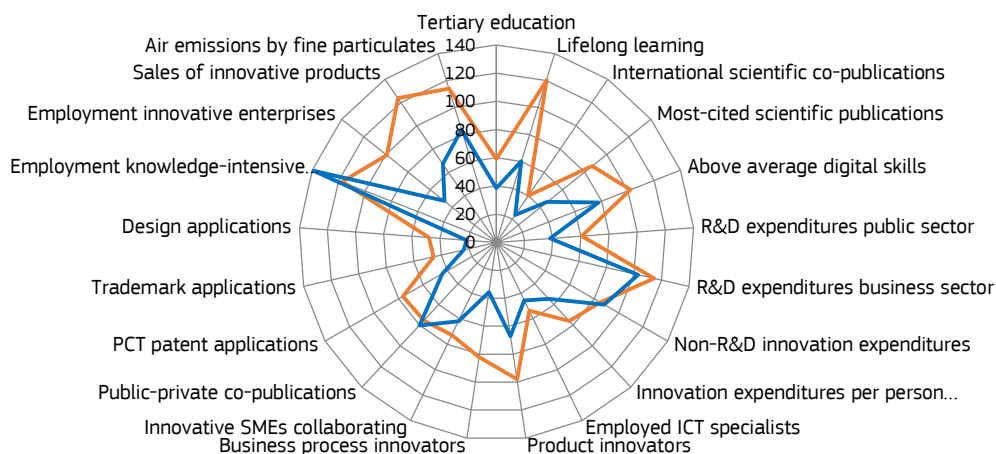 Tertiary education
Lifelong learning
International scientific co-publications
Most-cited scientific publications
Above average digital skills
R&D expenditures public sector
R&D expenditures business sector
Non-R&D innovation expenditures
Innovation expenditures per person...
Employed ICT specialists
Product innovators
Business process innovators
Innovative SMEs collaborating
Public-private co-publications
PCT patent applications
Trademark applications
Design applications
Employment knowledge-intensive...
Employment innovative enterprises
Sales of innovative products
Air emissions by fine particulates
140
120
100
80
60
40
20
0